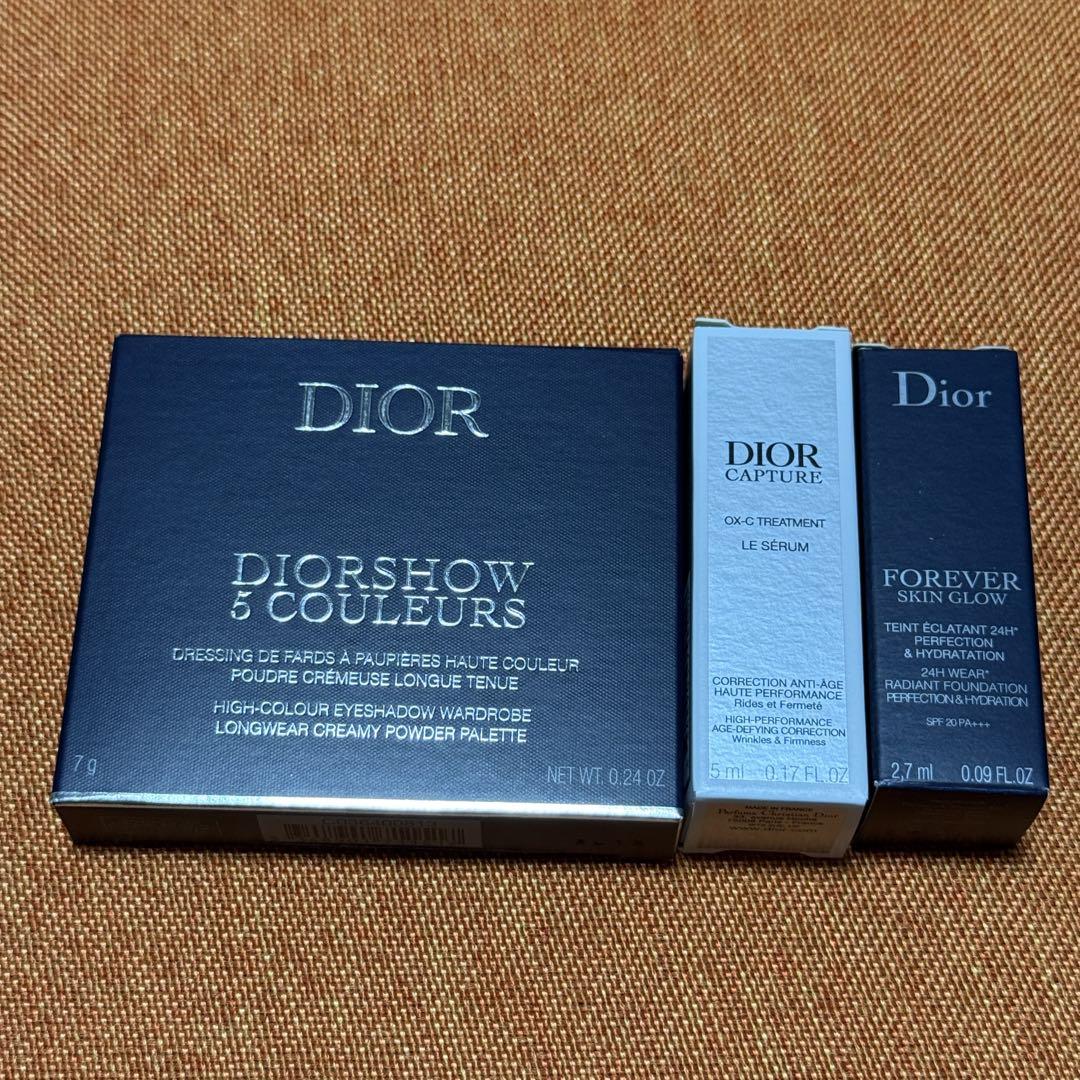 DIOR
DIORSHOW
5 COULEURS
DRESSING DE FARDS À PAUPIÈRES HAUTE COULEUR
POUDRE CRÉMEUSE LONGUE TENUE
HIGH-COLOUR EYESHADOW WARDROBE
LONGWEAR CREAMY POWDER PALETTE
7 g
NET WT. 0.24 OZ
DIOR
CAPTURE
OX-C TREATMENT
LE SÉRUM
CORRECTION ANTI-ÂGE
HAUTE PERFORMANCE
Rides et Fermeté
HIGH-PERFORMANCE
AGE-DEFYING CORRECTION
Wrinkles & Firmness
5 ml 0.17 FL.OZ
MADE IN FRANCE
Parfums Christian Dior
www.dior.com
Dior
FOREVER
SKIN GLOW
TEINT ÉCLATANT 24H*
PERFECTION
& HYDRATATION
24H WEAR*
RADIANT FOUNDATION
PERFECTION & HYDRATION
SPF 20 PA+++
2,7 ml 0.09 FL.OZ